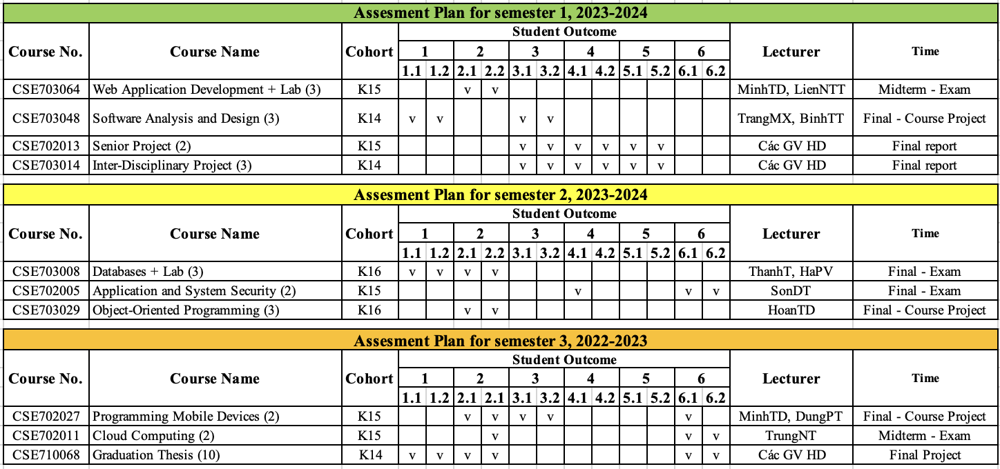 Assesment Plan for semester 1, 2023-2024
Student Outcome
Course No. Course Name Cohort 1 2 3 4 5 6 Lecturer Time
1.1 1.2 2.1 2.2 3.1 3.2 4.1 4.2 5.1 5.2 6.1 6.2
CSE703064 Web Application Development + Lab (3) K15 v v MinhTD, LienNTT Midterm - Exam
CSE703048 Software Analysis and Design (3) K14 v v v v TrangMX, BinhTT Final - Course Project
CSE702013 Senior Project (2) K15 v v v v v v Các GV HD Final report
CSE703014 Inter-Disciplinary Project (3) K14 v v v v v v Các GV HD Final report
Assesment Plan for semester 2, 2023-2024
Student Outcome
Course No. Course Name Cohort 1 2 3 4 5 6 Lecturer Time
1.1 1.2 2.1 2.2 3.1 3.2 4.1 4.2 5.1 5.2 6.1 6.2
CSE703008 Databases + Lab (3) K16 v v v v ThanhT, HaPV Final - Exam
CSE702005 Application and System Security (2) K15 v v v SonDT Final - Exam
CSE703029 Object-Oriented Programming (3) K16 v v HoanTD Final - Course Project
Assesment Plan for semester 3, 2022-2023
Student Outcome
Course No. Course Name Cohort 1 2 3 4 5 6 Lecturer Time
1.1 1.2 2.1 2.1 3.1 3.2 4.1 4.2 5.1 5.2 6.1 6.2
CSE702027 Programming Mobile Devices (2) K15 v v v v v MinhTD, DungPT Final - Course Project
CSE702011 Cloud Computing (2) K15 v v v TrungNT Midterm - Exam
CSE710068 Graduation Thesis (10) K14 v v v v v v Các GV HD Final Project